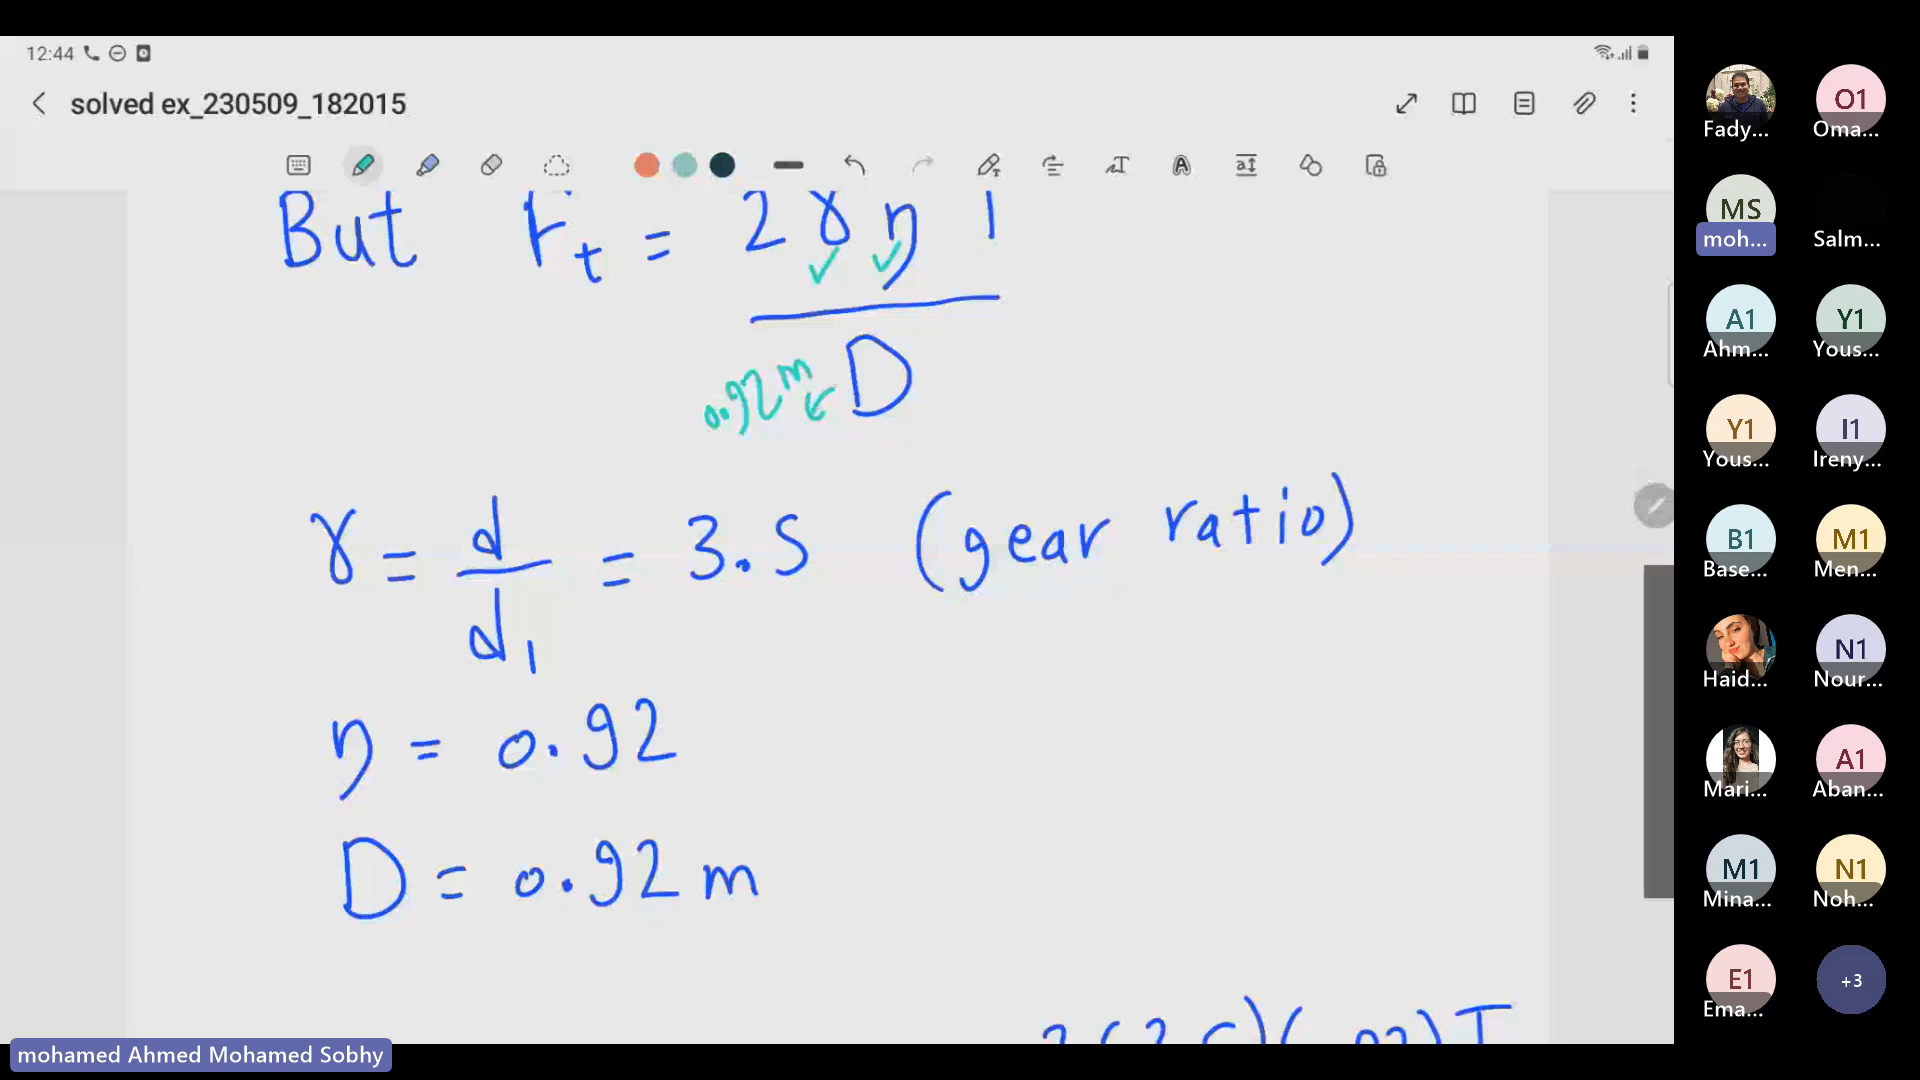 12:44
solved ex_230509_182015
But Ft = 2 γ η T
D
0.92 m
γ = d = 3.5 (gear ratio)
d1
η = 0.92
D = 0.92 m
mohamed Ahmed Mohamed Sobhy
Fady...
O1
Oma...
MS
moh...
Salm...
A1
Ahm...
Y1
Yous...
Y1
Yous...
I1
Ireny...
B1
Base...
M1
Men...
Haid...
N1
Nour...
Mari...
A1
Aban...
M1
Mina...
N1
Noh...
E1
Ema...
+3